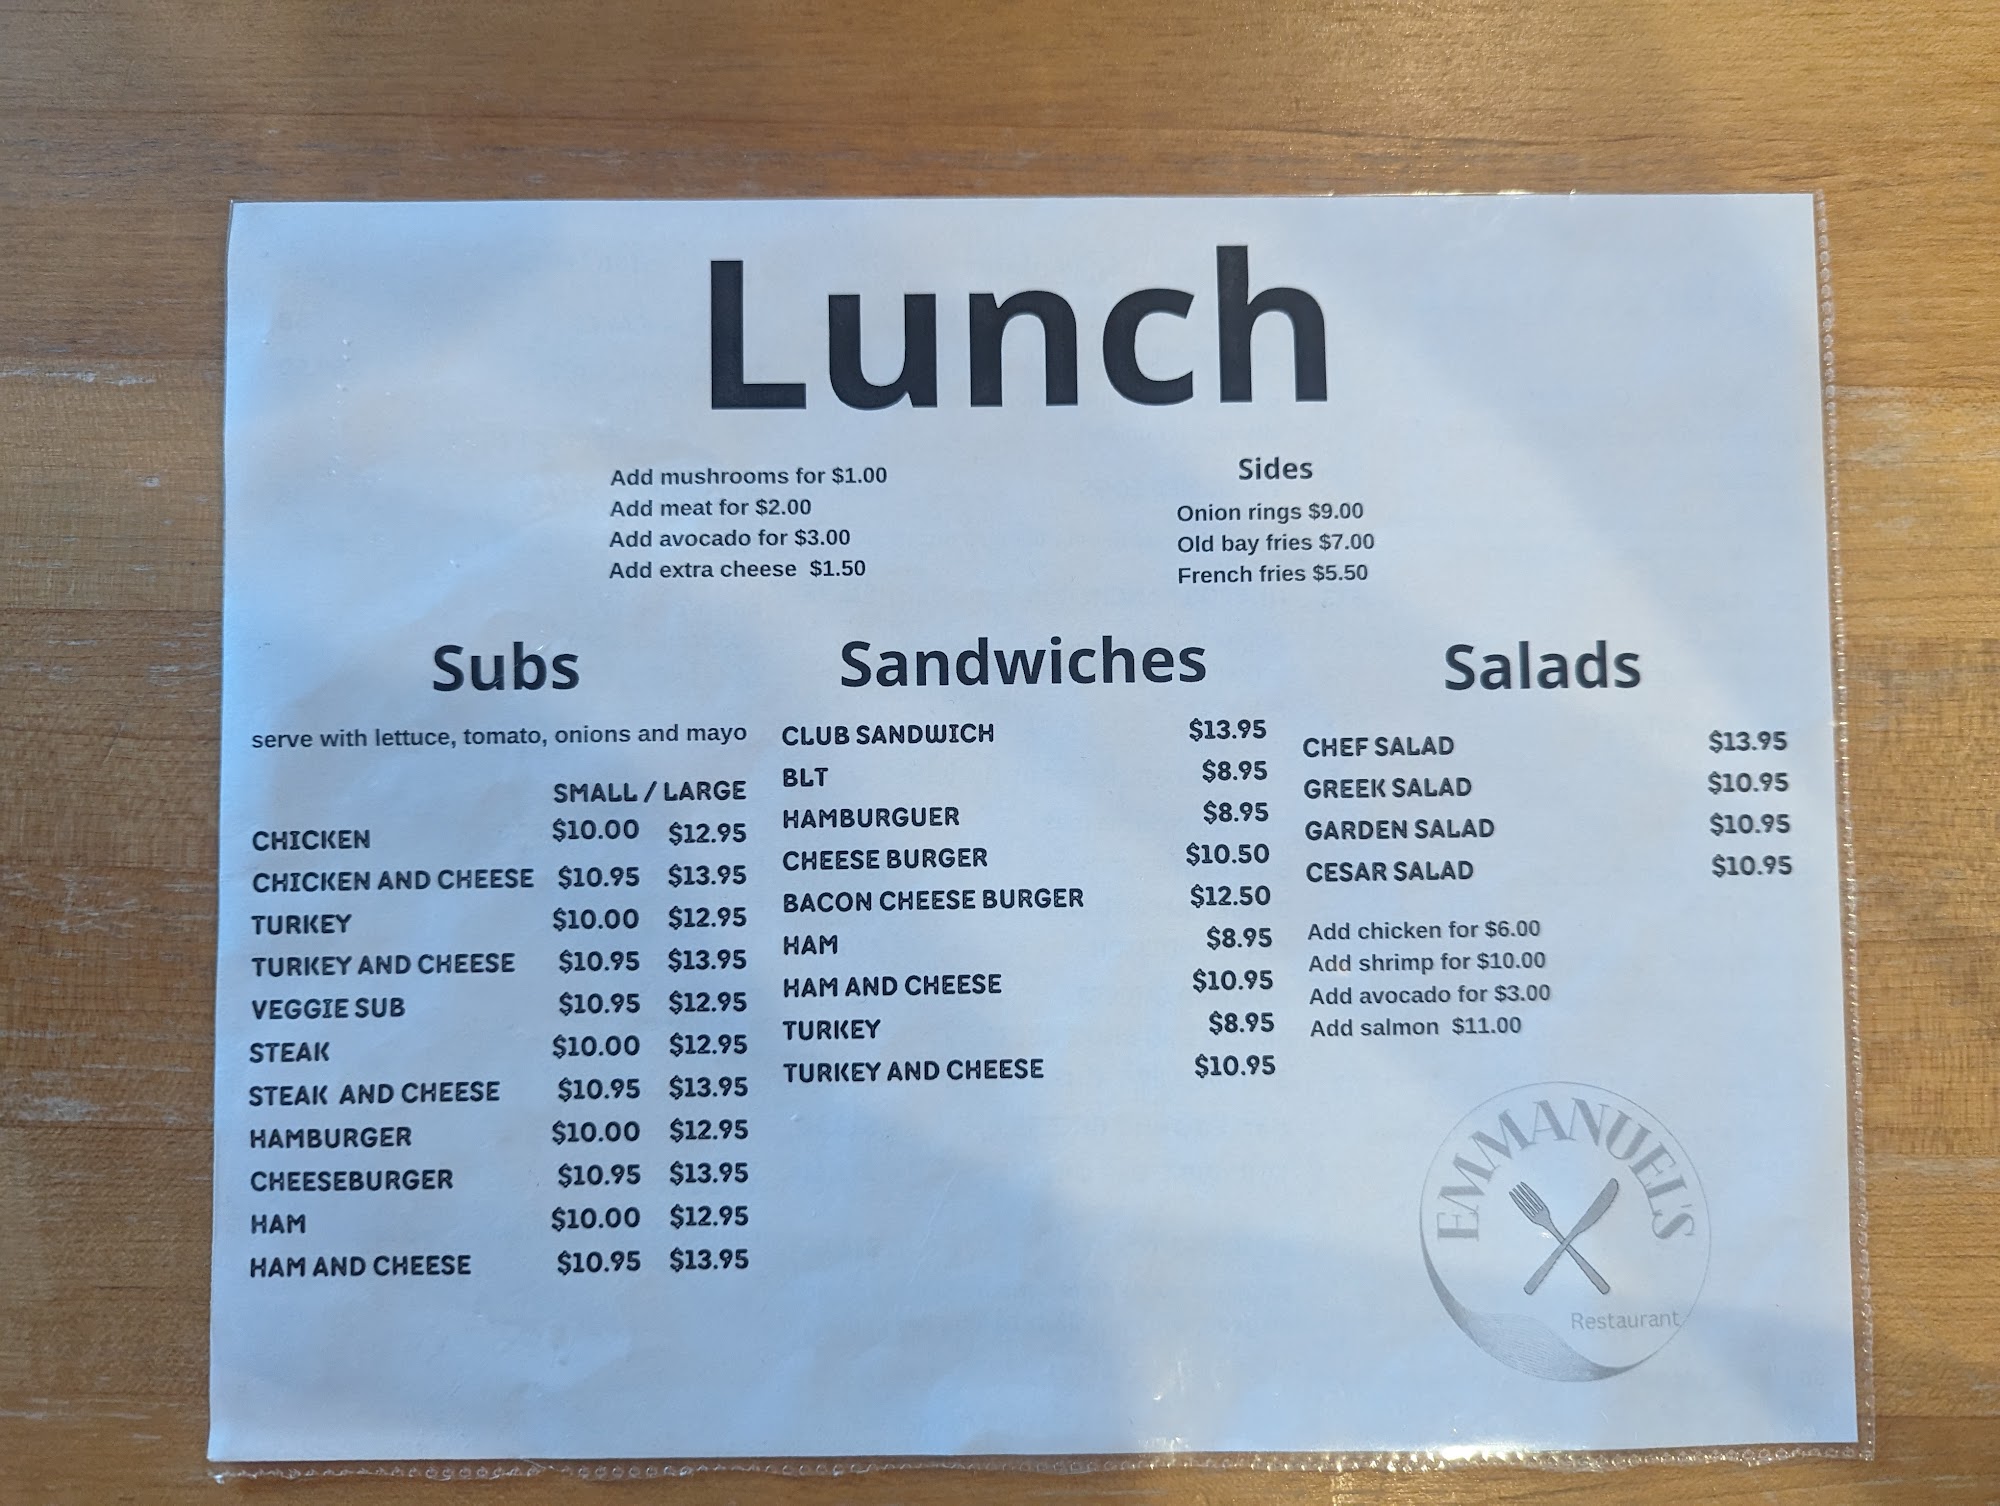 Lunch
Add mushrooms for $1.00
Add meat for $2.00
Add avocado for $3.00
Add extra cheese $1.50
Sides
Onion rings $9.00
Old bay fries $7.00
French fries $5.50
Subs
serve with lettuce, tomato, onions and mayo
SMALL / LARGE
CHICKEN $10.00 $12.95
CHICKEN AND CHEESE $10.95 $13.95
TURKEY $10.00 $12.95
TURKEY AND CHEESE $10.95 $13.95
VEGGIE SUB $10.95 $12.95
STEAK $10.00 $12.95
STEAK AND CHEESE $10.95 $13.95
HAMBURGER $10.00 $12.95
CHEESEBURGER $10.95 $13.95
HAM $10.00 $12.95
HAM AND CHEESE $10.95 $13.95
Sandwiches
CLUB SANDWICH $13.95
BLT $8.95
HAMBURGUER $8.95
CHEESE BURGER $10.50
BACON CHEESE BURGER $12.50
HAM $8.95
HAM AND CHEESE $10.95
TURKEY $8.95
TURKEY AND CHEESE $10.95
Salads
CHEF SALAD $13.95
GREEK SALAD $10.95
GARDEN SALAD $10.95
CESAR SALAD $10.95
Add chicken for $6.00
Add shrimp for $10.00
Add avocado for $3.00
Add salmon $11.00
EMMANUEL'S
Restaurant